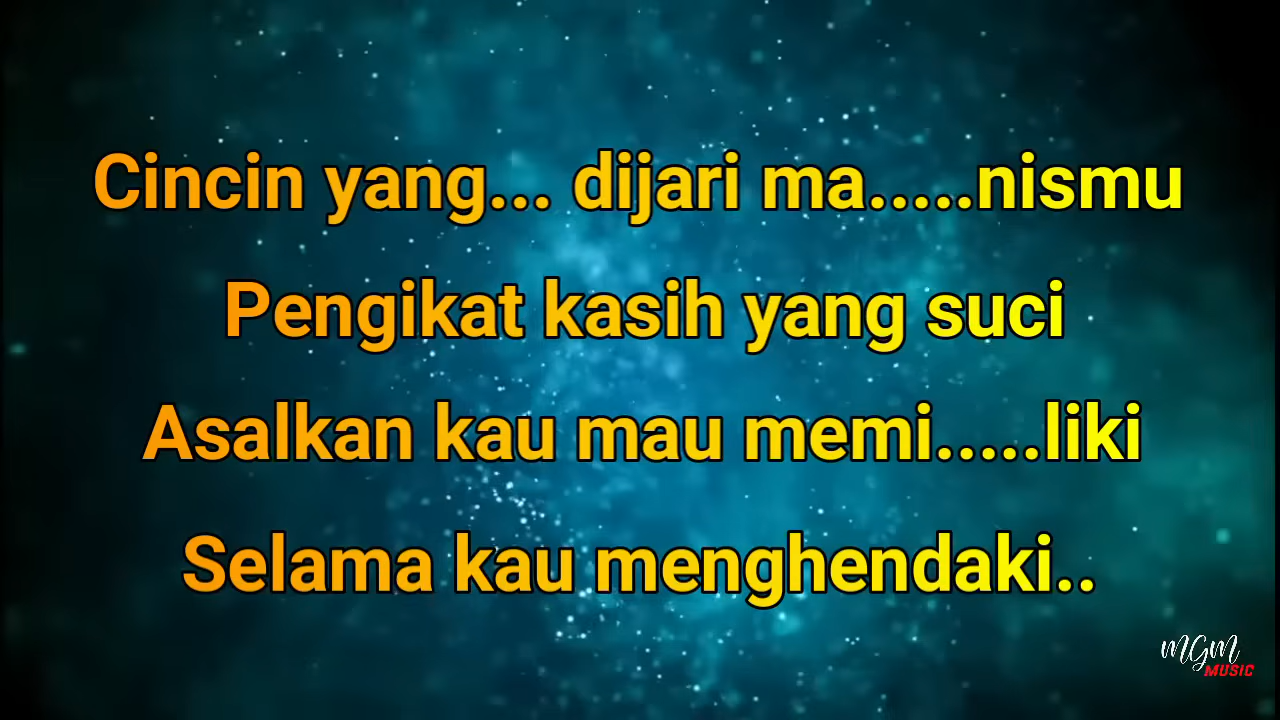 Cincin yang... dijari ma.....nismu
Pengikat kasih yang suci
Asalkan kau mau memi.....liki
Selama kau menghendaki..
MGM
MUSIC